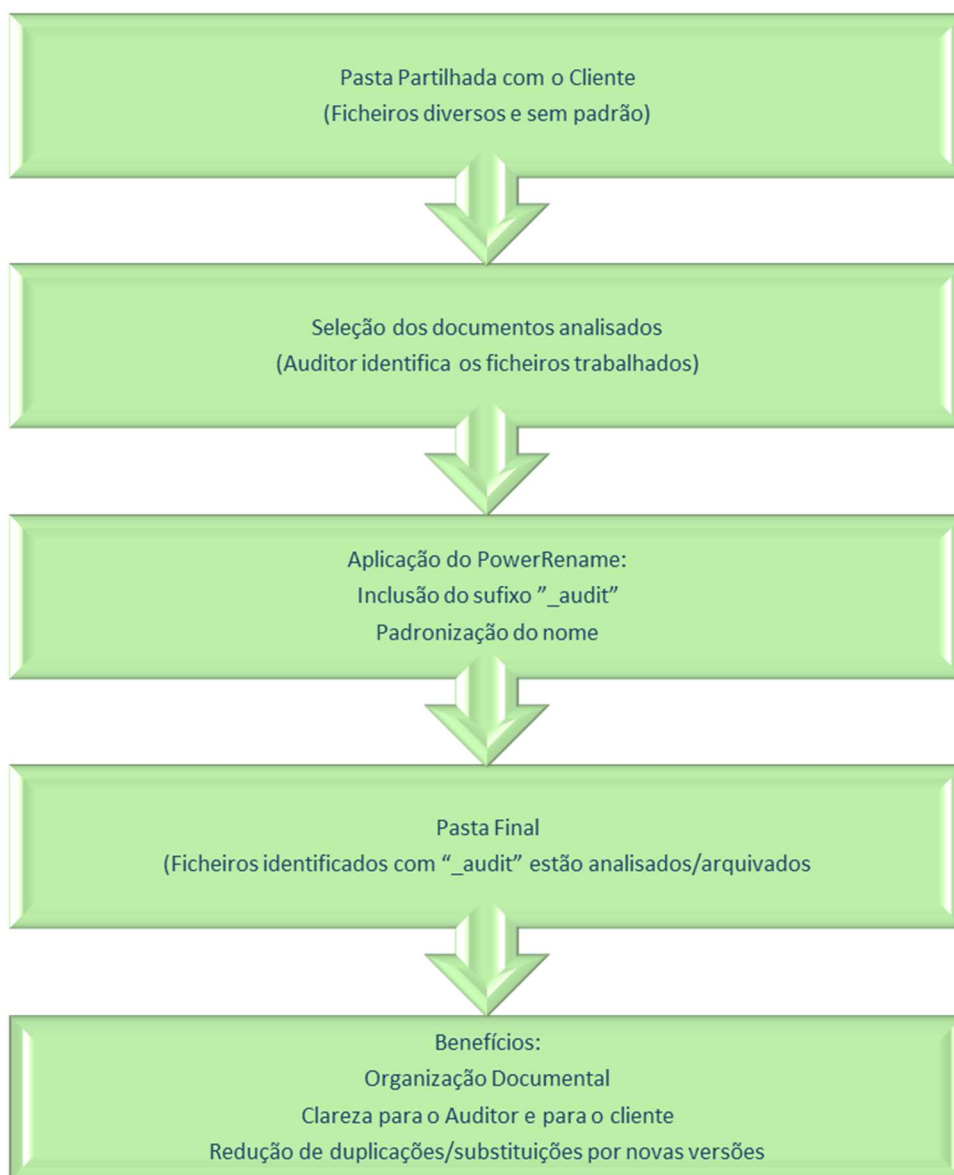 Pasta Partilhada com o Cliente
(Ficheiros diversos e sem padrão)
Seleção dos documentos analisados
(Auditor identifica os ficheiros trabalhados)
Aplicação do PowerRename:
Inclusão do sufixo ”_audit”
Padronização do nome
Pasta Final
(Ficheiros identificados com “_audit” estão analisados/arquivados
Benefícios:
Organização Documental
Clareza para o Auditor e para o cliente
Redução de duplicações/substituições por novas versões